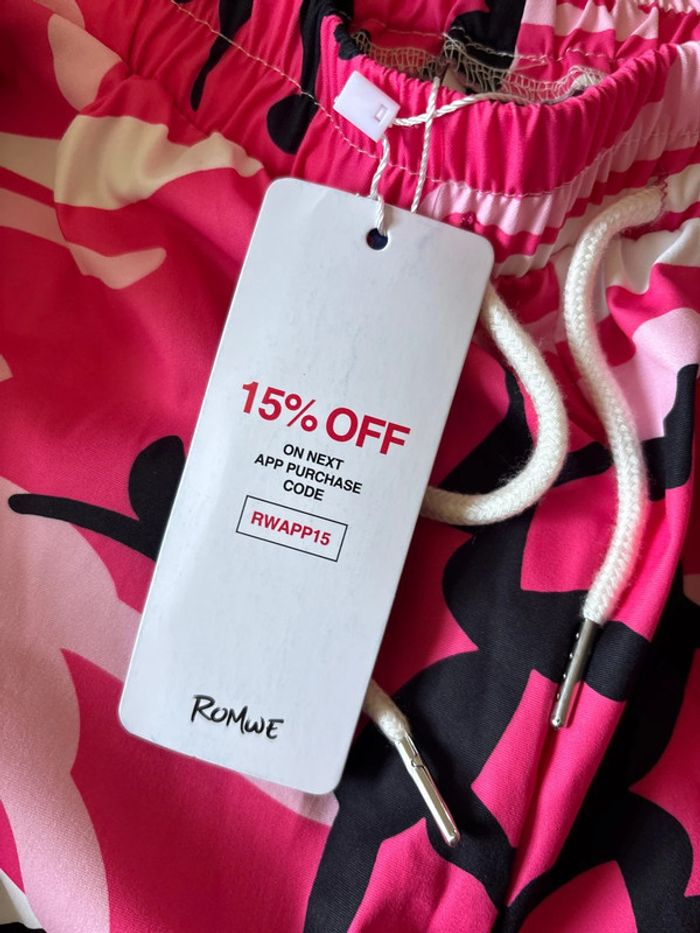 15% OFF
ON NEXT
APP PURCHASE
CODE
RWAPP15
ROMWE